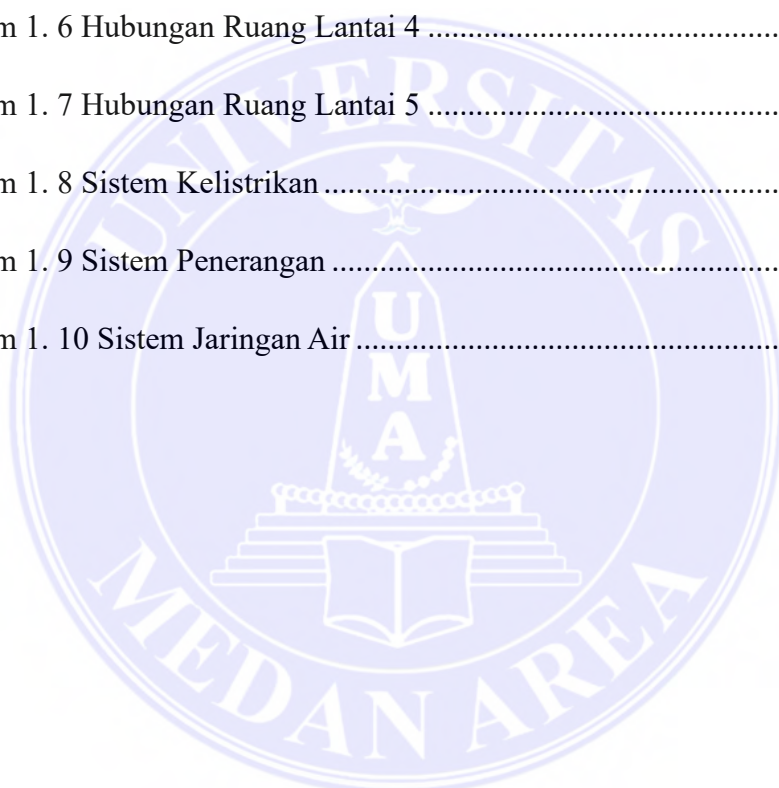 m 1. 6 Hubungan Ruang Lantai 4 ............................................
m 1. 7 Hubungan Ruang Lantai 5 ............................................
m 1. 8 Sistem Kelistrikan .........................................................
m 1. 9 Sistem Penerangan ........................................................
m 1. 10 Sistem Jaringan Air .....................................................
UNIVERSITAS
U
M
A
MEDAN AREA